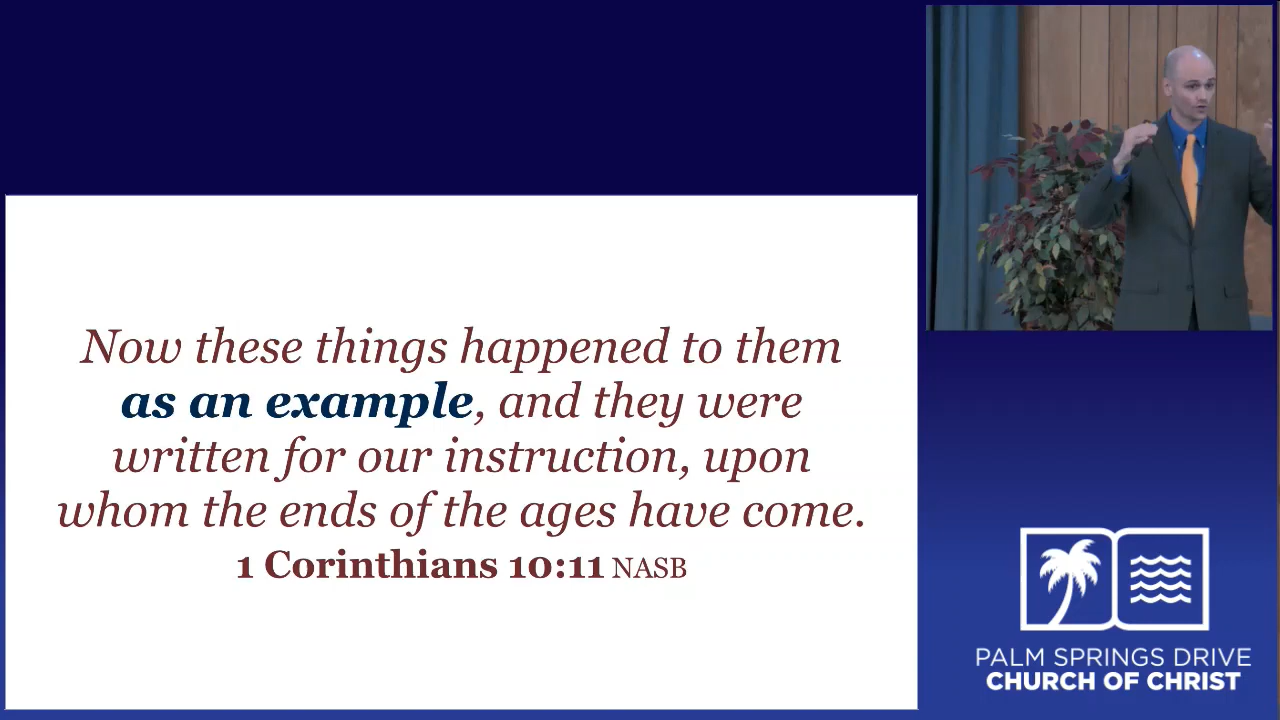 Now these things happened to them
as an example, and they were
written for our instruction, upon
whom the ends of the ages have come.
1 Corinthians 10:11 NASB
PALM SPRINGS DRIVE
CHURCH OF CHRIST